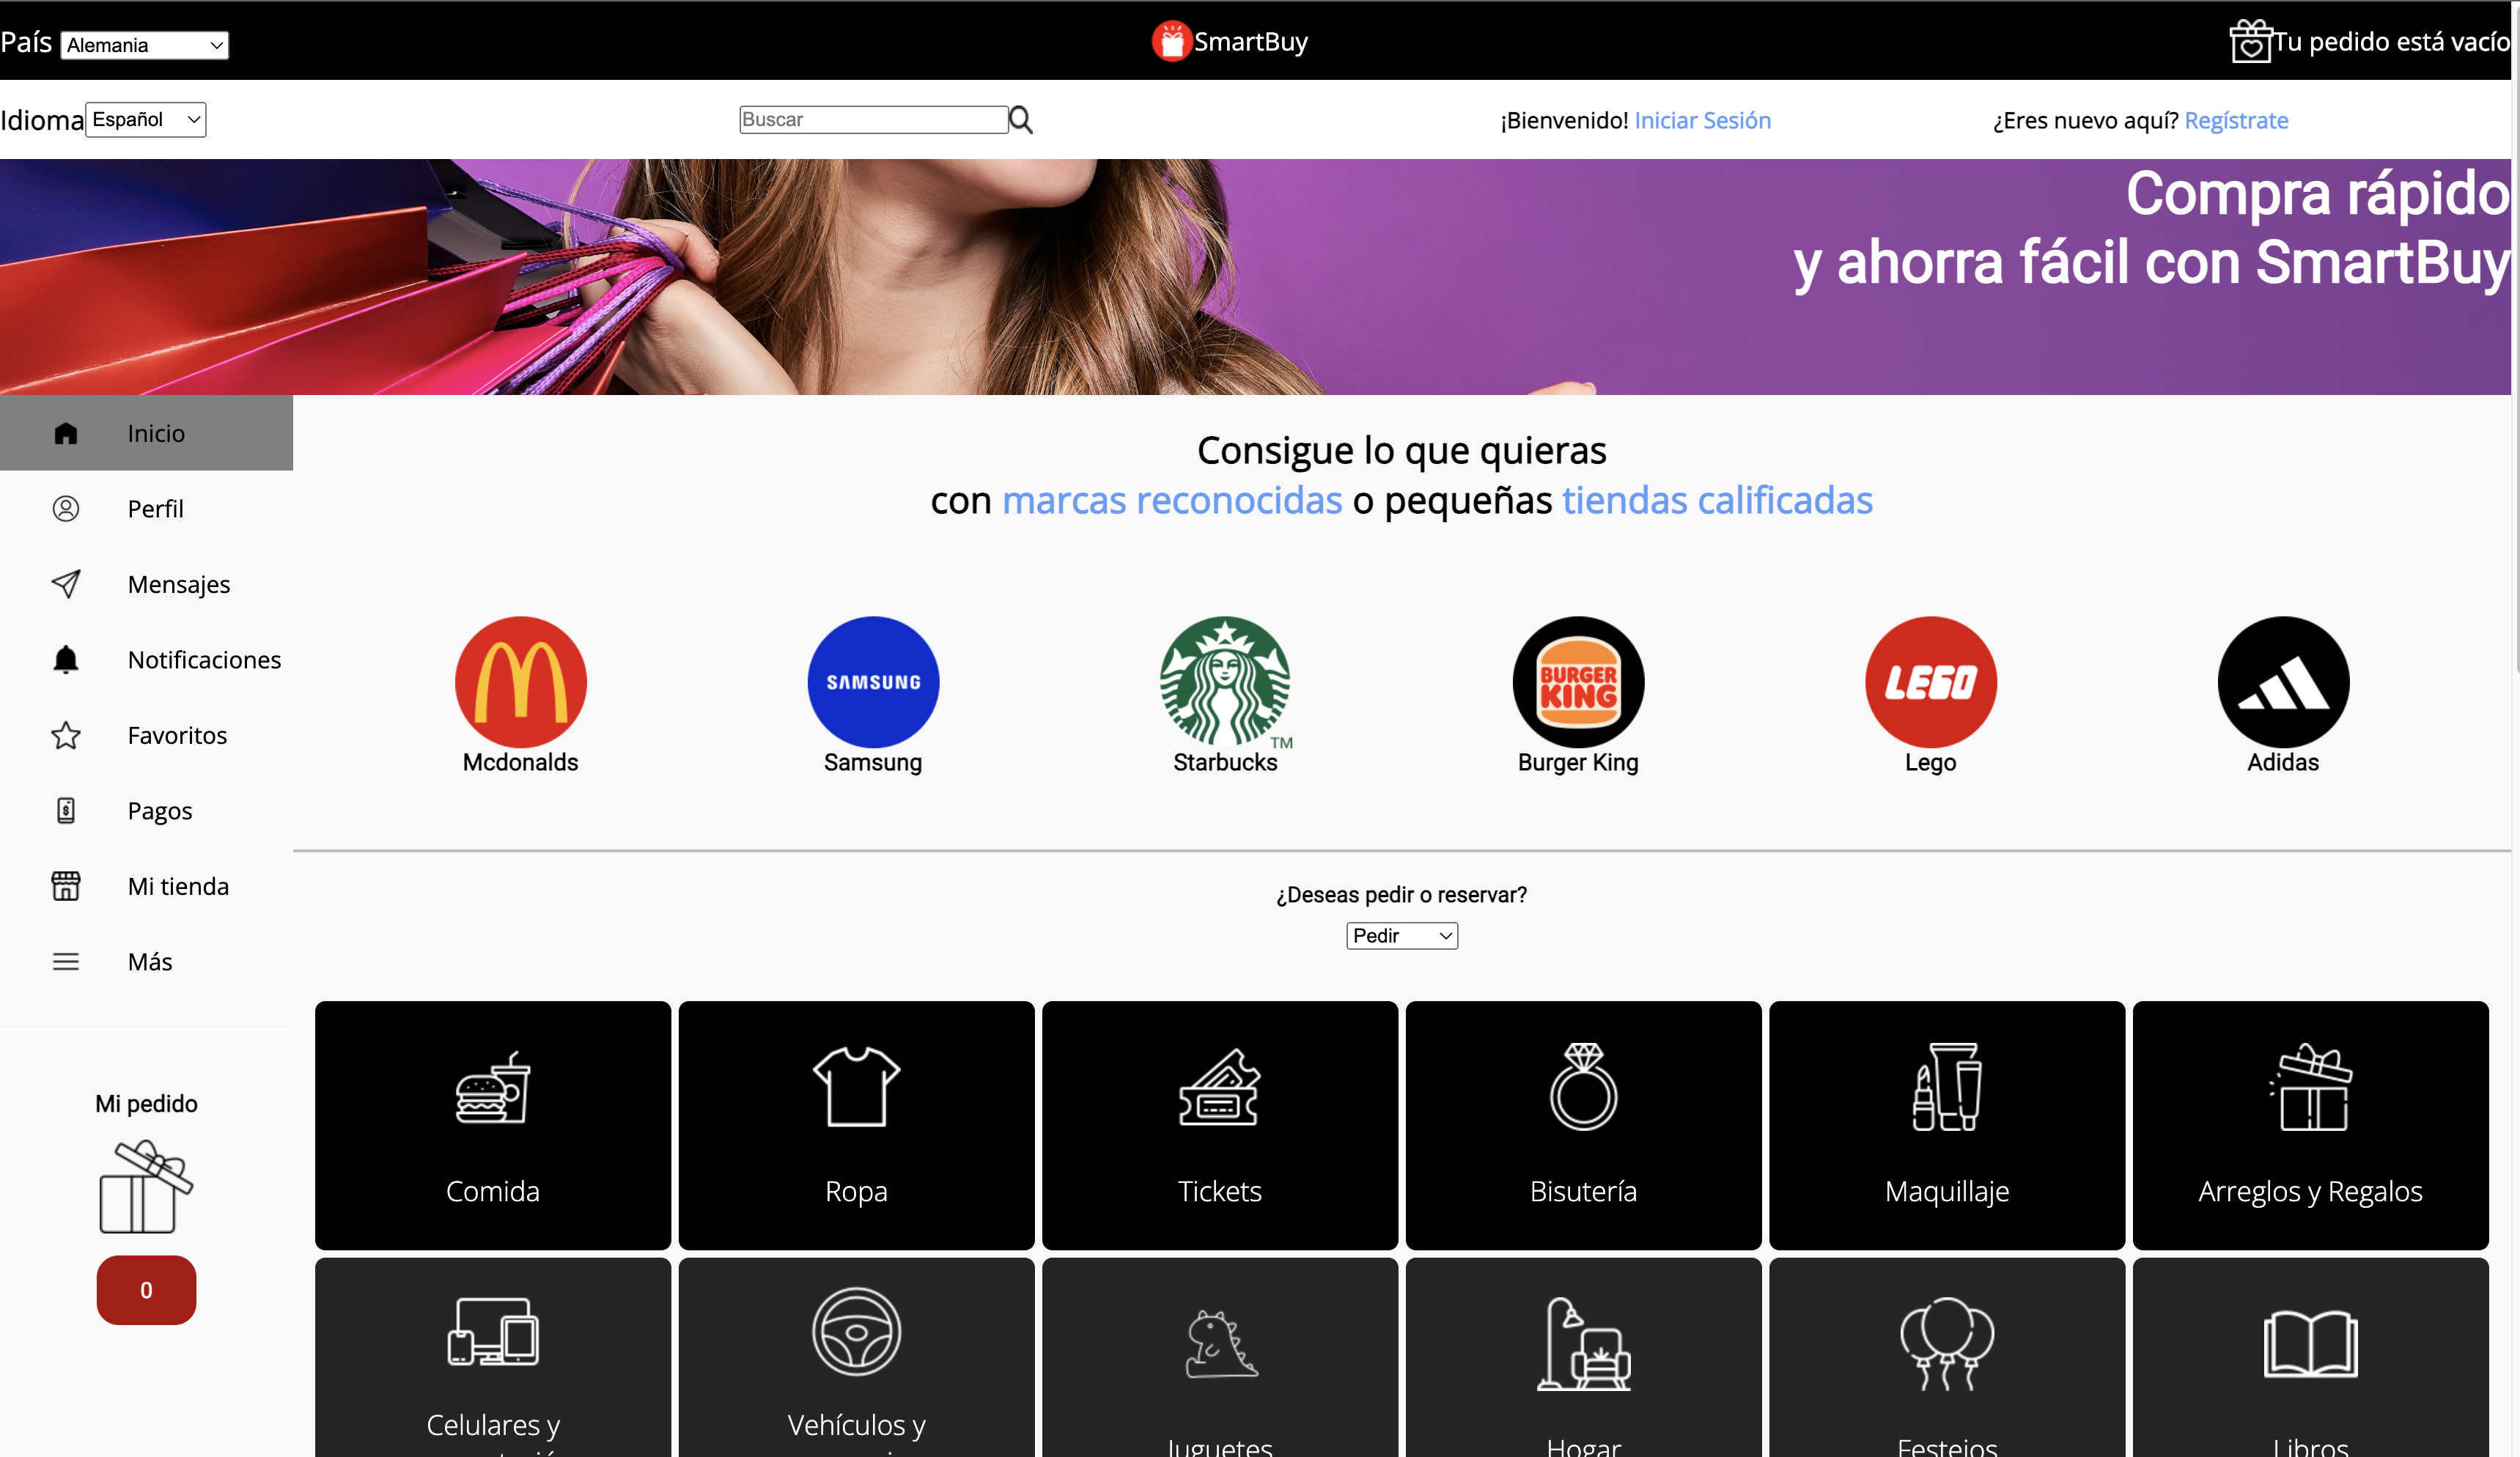 País Alemania
SmartBuy
Tu pedido está vacío
Idioma Español
Buscar
¡Bienvenido! Iniciar Sesión
¿Eres nuevo aquí? Regístrate
Compra rápido
y ahorra fácil con SmartBuy
Inicio
Perfil
Mensajes
Notificaciones
Favoritos
Pagos
Mi tienda
Más
Mi pedido
0
Consigue lo que quieras
con marcas reconocidas o pequeñas tiendas calificadas
SAMSUNG
TM
BURGER
KING
LEGO
Mcdonalds
Samsung
Starbucks
Burger King
Lego
Adidas
¿Deseas pedir o reservar?
Pedir
Comida
Ropa
Tickets
Bisutería
Maquillaje
Arreglos y Regalos
Celulares y
Vehículos y
Juguetes
Hogar
Festejos
Libros